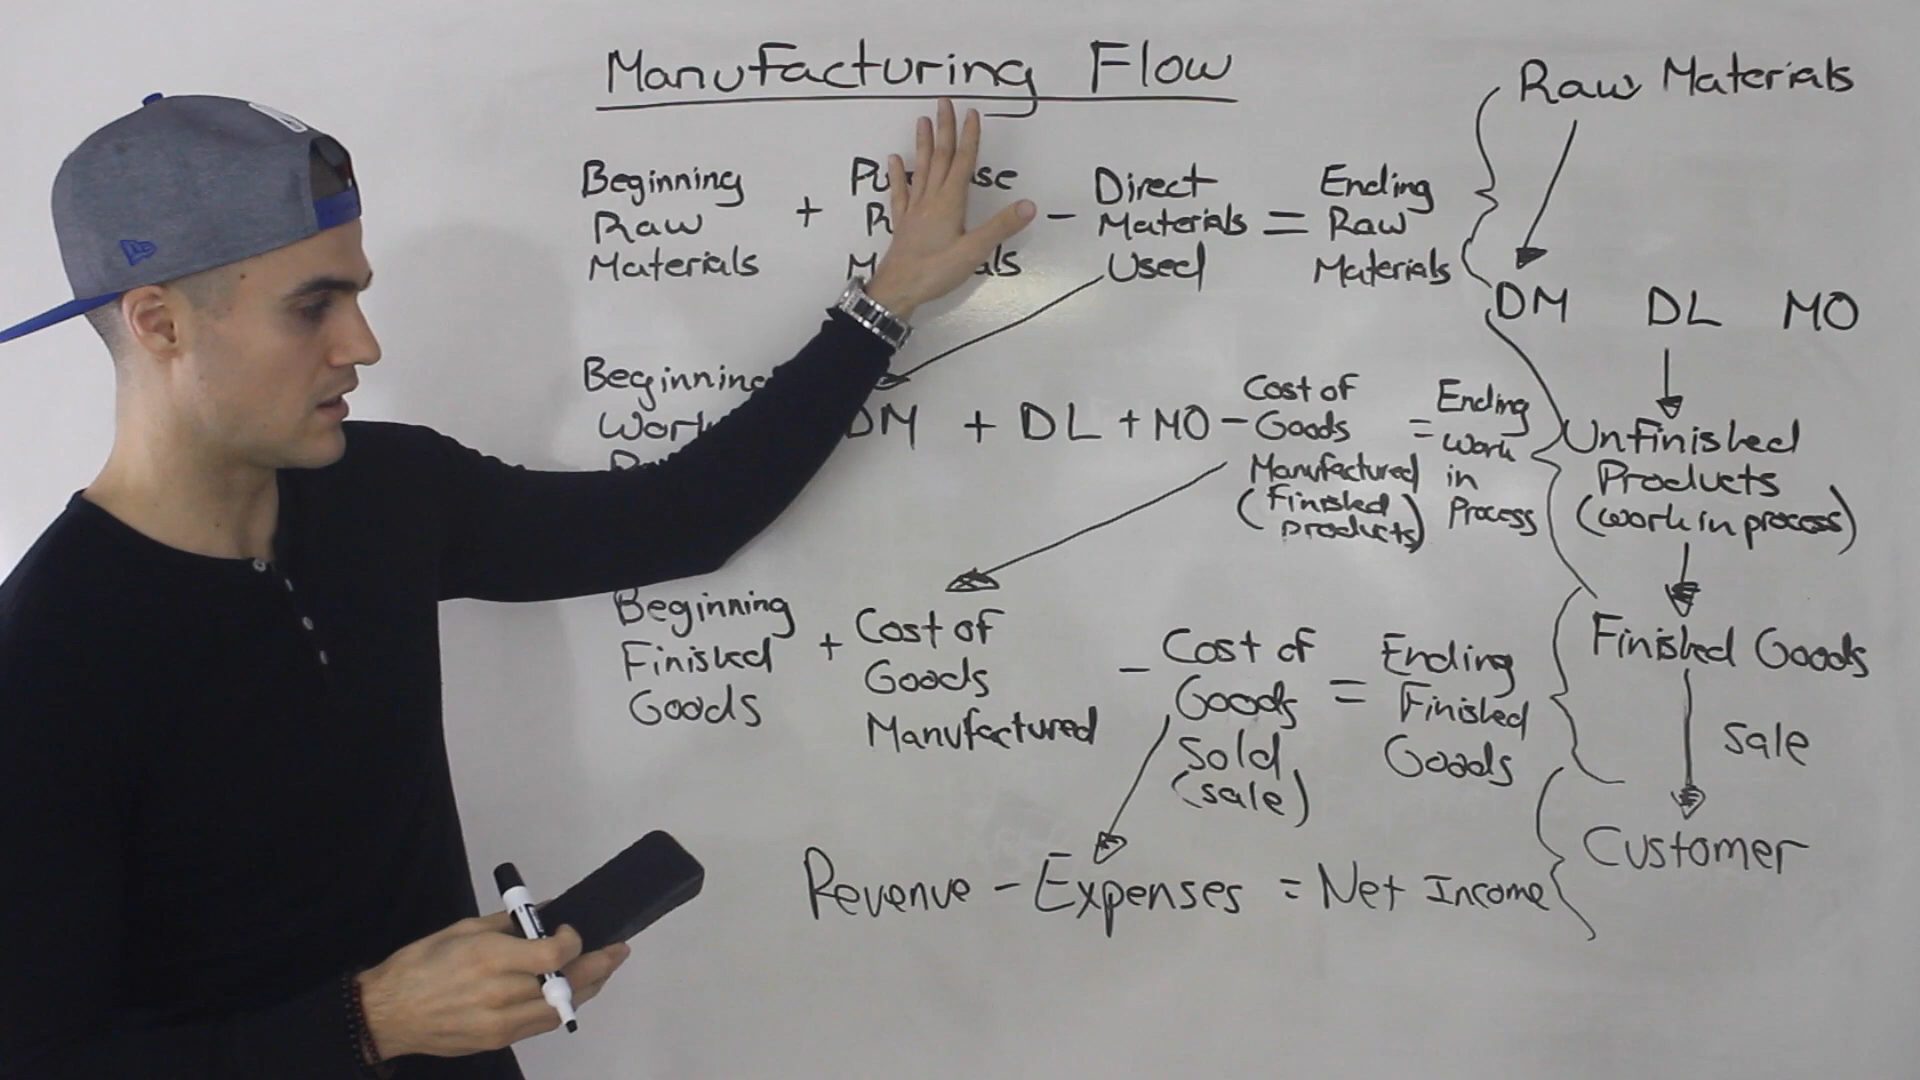 Manufacturing Flow
Beginning
Raw
Materials
+
Direct
Materials
Used
=
Ending
Raw
Materials
Beginning
DM + DL + MO -
Cost of
Goods
Manufactured
(Finished
products)
=
Ending
Work
in
Process
Beginning
Finished
Goods
+
Cost of
Goods
Manufactured
-
Cost of
Goods
Sold
(sale)
=
Ending
Finished
Goods
Revenue - Expenses = Net Income
Raw Materials
DM DL MO
Unfinished
Products
(work in process)
Finished Goods
Sale
Customer